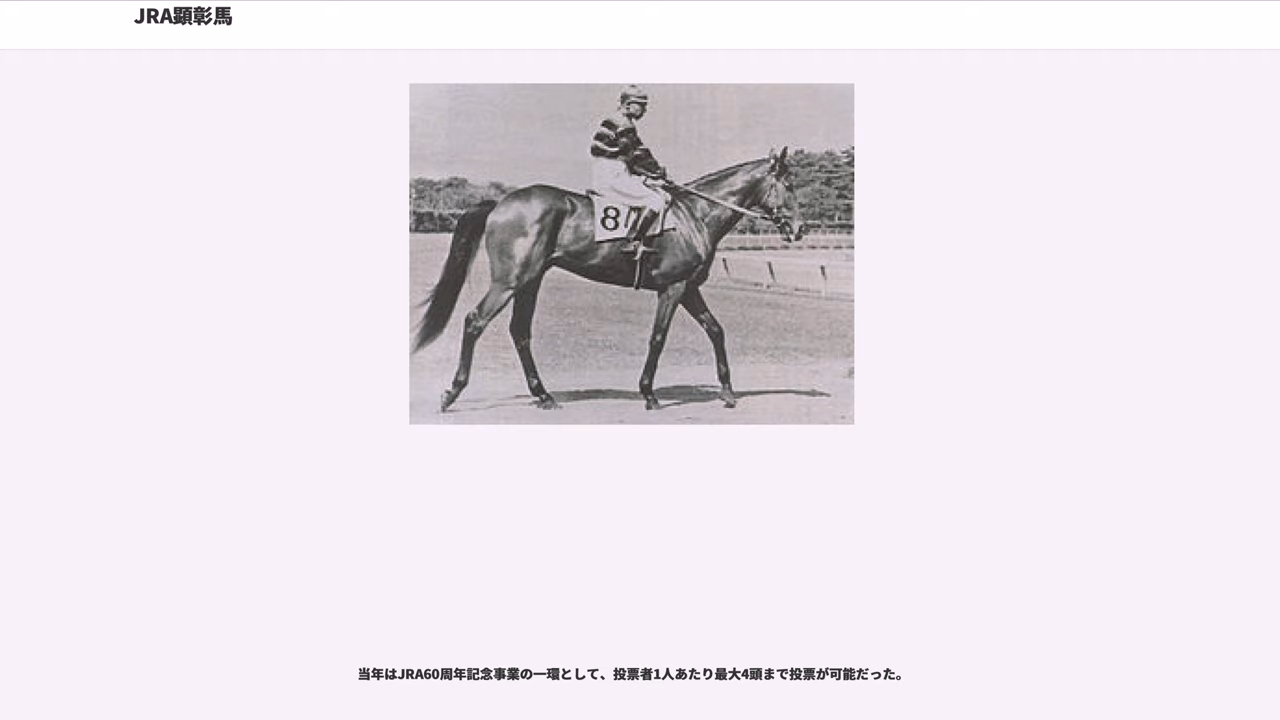 JRA顕彰馬
8
当年はJRA60周年記念事業の一環として、投票者1人あたり最大4頭まで投票が可能だった。